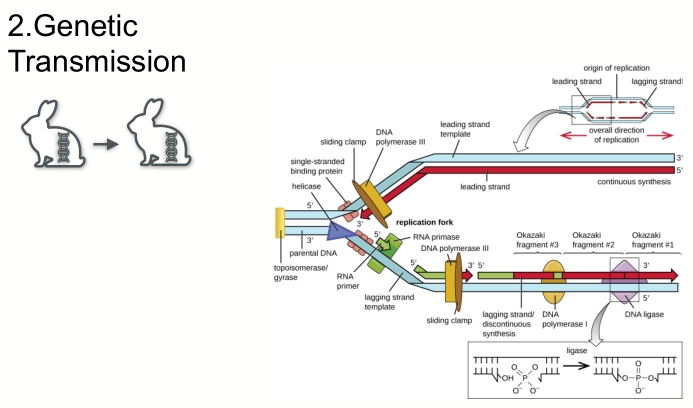 2.Genetic
Transmission
origin of replication
leading strand
lagging strand
overall direction
of replication
leading strand
template
DNA
polymerase III
sliding clamp
single-stranded
binding protein
helicase
3′
5′
leading strand
continuous synthesis
5′
3′
3′
parental DNA
topoisomerase/
gyrase
replication fork
5′
RNA primase
DNA polymerase III
RNA
primer
lagging strand
template
5′
3′ 5′
sliding clamp
Okazaki
fragment #3
Okazaki
fragment #2
Okazaki
fragment #1
3′
5′
lagging strand/
discontinuous
synthesis
DNA
polymerase I
DNA ligase
ligase
OH
O
O⁻
P
O⁻
O⁻
O
O
P
O
O⁻